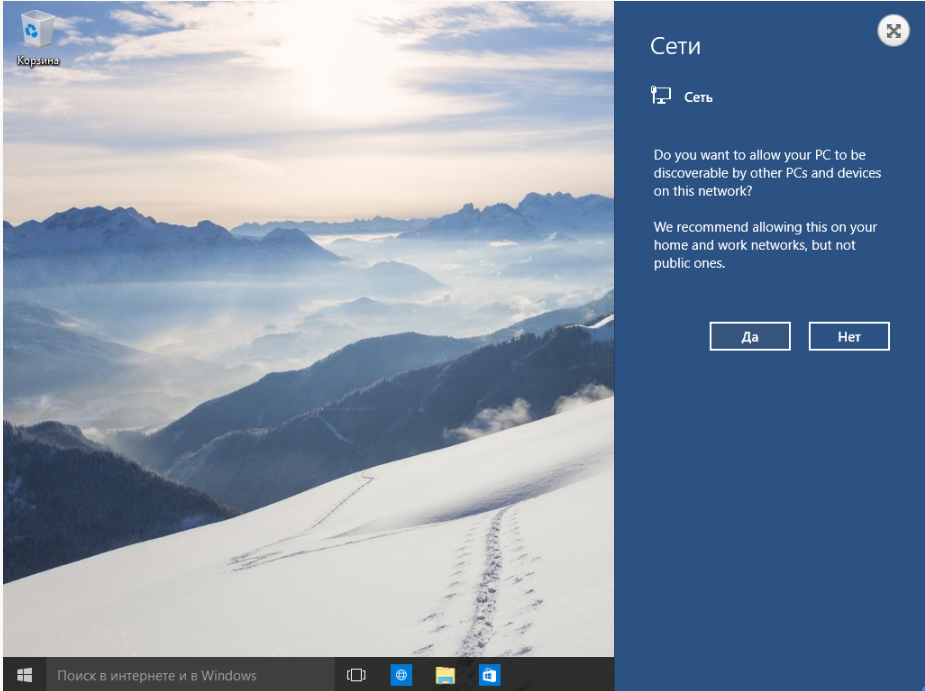 Корзина
Сети
Сеть
Do you want to allow your PC to be
discoverable by other PCs and devices
on this network?
We recommend allowing this on your
home and work networks, but not
public ones.
Да
Нет
Поиск в интернете и в Windows